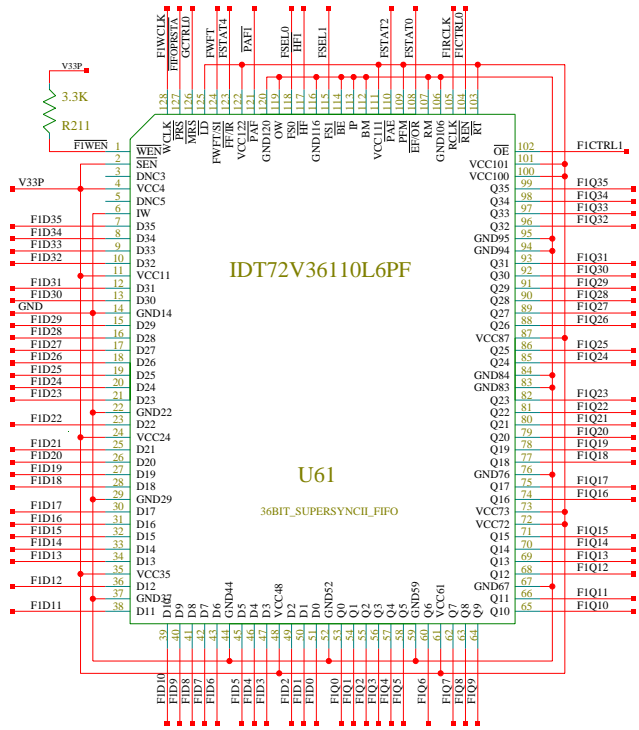 F1WCLK
FIFOPRSTA
GCTRL0
FWFT
FSTAT4
PAF1
FSEL0
HF1
FSEL1
FSTAT2
FSTAT0
F1RCLK
F1CTRL0
V33P
3.3K
R211
F1WEN
V33P
GND
128 127 126 125 124 123 122 121 120 119 118 117 116 115 114 113 112 111 110 109 108 107 106 105 104 103
WCLK
PRS
MRS
LD
FWFT/SI
FF/IR
VCC122
PAF
GND120
OW
FS0
HF
GND116
FS1
BE
IP
BM
VCC111
PAE
PFM
EF/OR
RM
GND106
RCLK
REN
RT
1 WEN
2 SEN
3 DNC3
4 VCC4
5 DNC5
6 IW
F1D35 7 D35
F1D34 8 D34
F1D33 9 D33
F1D32 10 D32
11 VCC11
F1D31 12 D31
F1D30 13 D30
14 GND14
F1D29 15 D29
F1D28 16 D28
F1D27 17 D27
F1D26 18 D26
F1D25 19 D25
F1D24 20 D24
F1D23 21 D23
22 GND22
F1D22 23 D22
24 VCC24
F1D21 25 D21
F1D20 26 D20
F1D19 27 D19
F1D18 28 D18
29 GND29
F1D17 30 D17
F1D16 31 D16
F1D15 32 D15
F1D14 33 D14
F1D13 34 D13
35 VCC35
F1D12 36 D12
37 GND37
F1D11 38 D11
IDT72V36110L6PF
U61
36BIT_SUPERSYNCII_FIFO
OE 102 F1CTRL1
VCC101 101
VCC100 100
Q35 99 F1Q35
Q34 98 F1Q34
Q33 97 F1Q33
Q32 96 F1Q32
GND95 95
GND94 94
Q31 93 F1Q31
Q30 92 F1Q30
Q29 91 F1Q29
Q28 90 F1Q28
Q27 89 F1Q27
Q26 88 F1Q26
VCC87 87
Q25 86 F1Q25
Q24 85 F1Q24
GND84 84
GND83 83
Q23 82 F1Q23
Q22 81 F1Q22
Q21 80 F1Q21
Q20 79 F1Q20
Q19 78 F1Q19
Q18 77 F1Q18
GND76 76
Q17 75 F1Q17
Q16 74 F1Q16
VCC73 73
VCC72 72
Q15 71 F1Q15
Q14 70 F1Q14
Q13 69 F1Q13
Q12 68 F1Q12
GND67 67
Q11 66 F1Q11
Q10 65 F1Q10
D10
D9
D8
D7
D6
GND44
D5
D4
D3
VCC48
D2
D1
D0
GND52
Q0
Q1
Q2
Q3
Q4
Q5
GND59
Q6
VCC61
Q7
Q8
Q9
39 40 41 42 43 44 45 46 47 48 49 50 51 52 53 54 55 56 57 58 59 60 61 62 63 64
F1D10
F1D9
F1D8
F1D7
F1D6
F1D5
F1D4
F1D3
F1D2
F1D1
F1D0
F1Q0
F1Q1
F1Q2
F1Q3
F1Q4
F1Q5
F1Q6
F1Q7
F1Q8
F1Q9